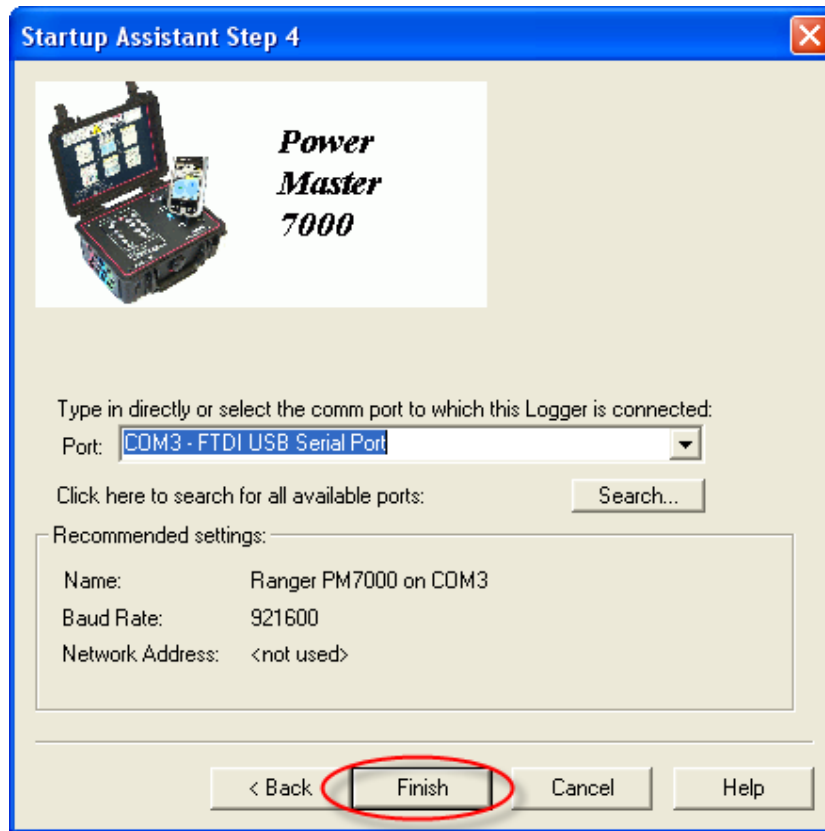 Startup Assistant Step 4
Power
Master
7000
Type in directly or select the comm port to which this Logger is connected:
Port: COM3 - FTDI USB Serial Port
Click here to search for all available ports: Search...
Recommended settings:
Name: Ranger PM7000 on COM3
Baud Rate: 921600
Network Address: <not used>
< Back Finish Cancel Help